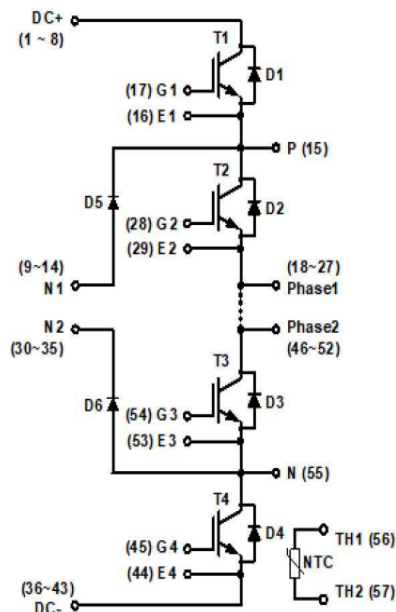 DC+
(1 ~ 8)
T1
D1
(17) G1
(16) E1
P (15)
T2
D5
D2
(28) G2
(29) E2
(9~14)
N1
(18~27)
Phase1
N2
(30~35)
Phase2
(46~52)
T3
D6
D3
(54) G3
(53) E3
N (55)
T4
D4
(45) G4
(44) E4
TH1 (56)
NTC
TH2 (57)
(36~43)
DC-